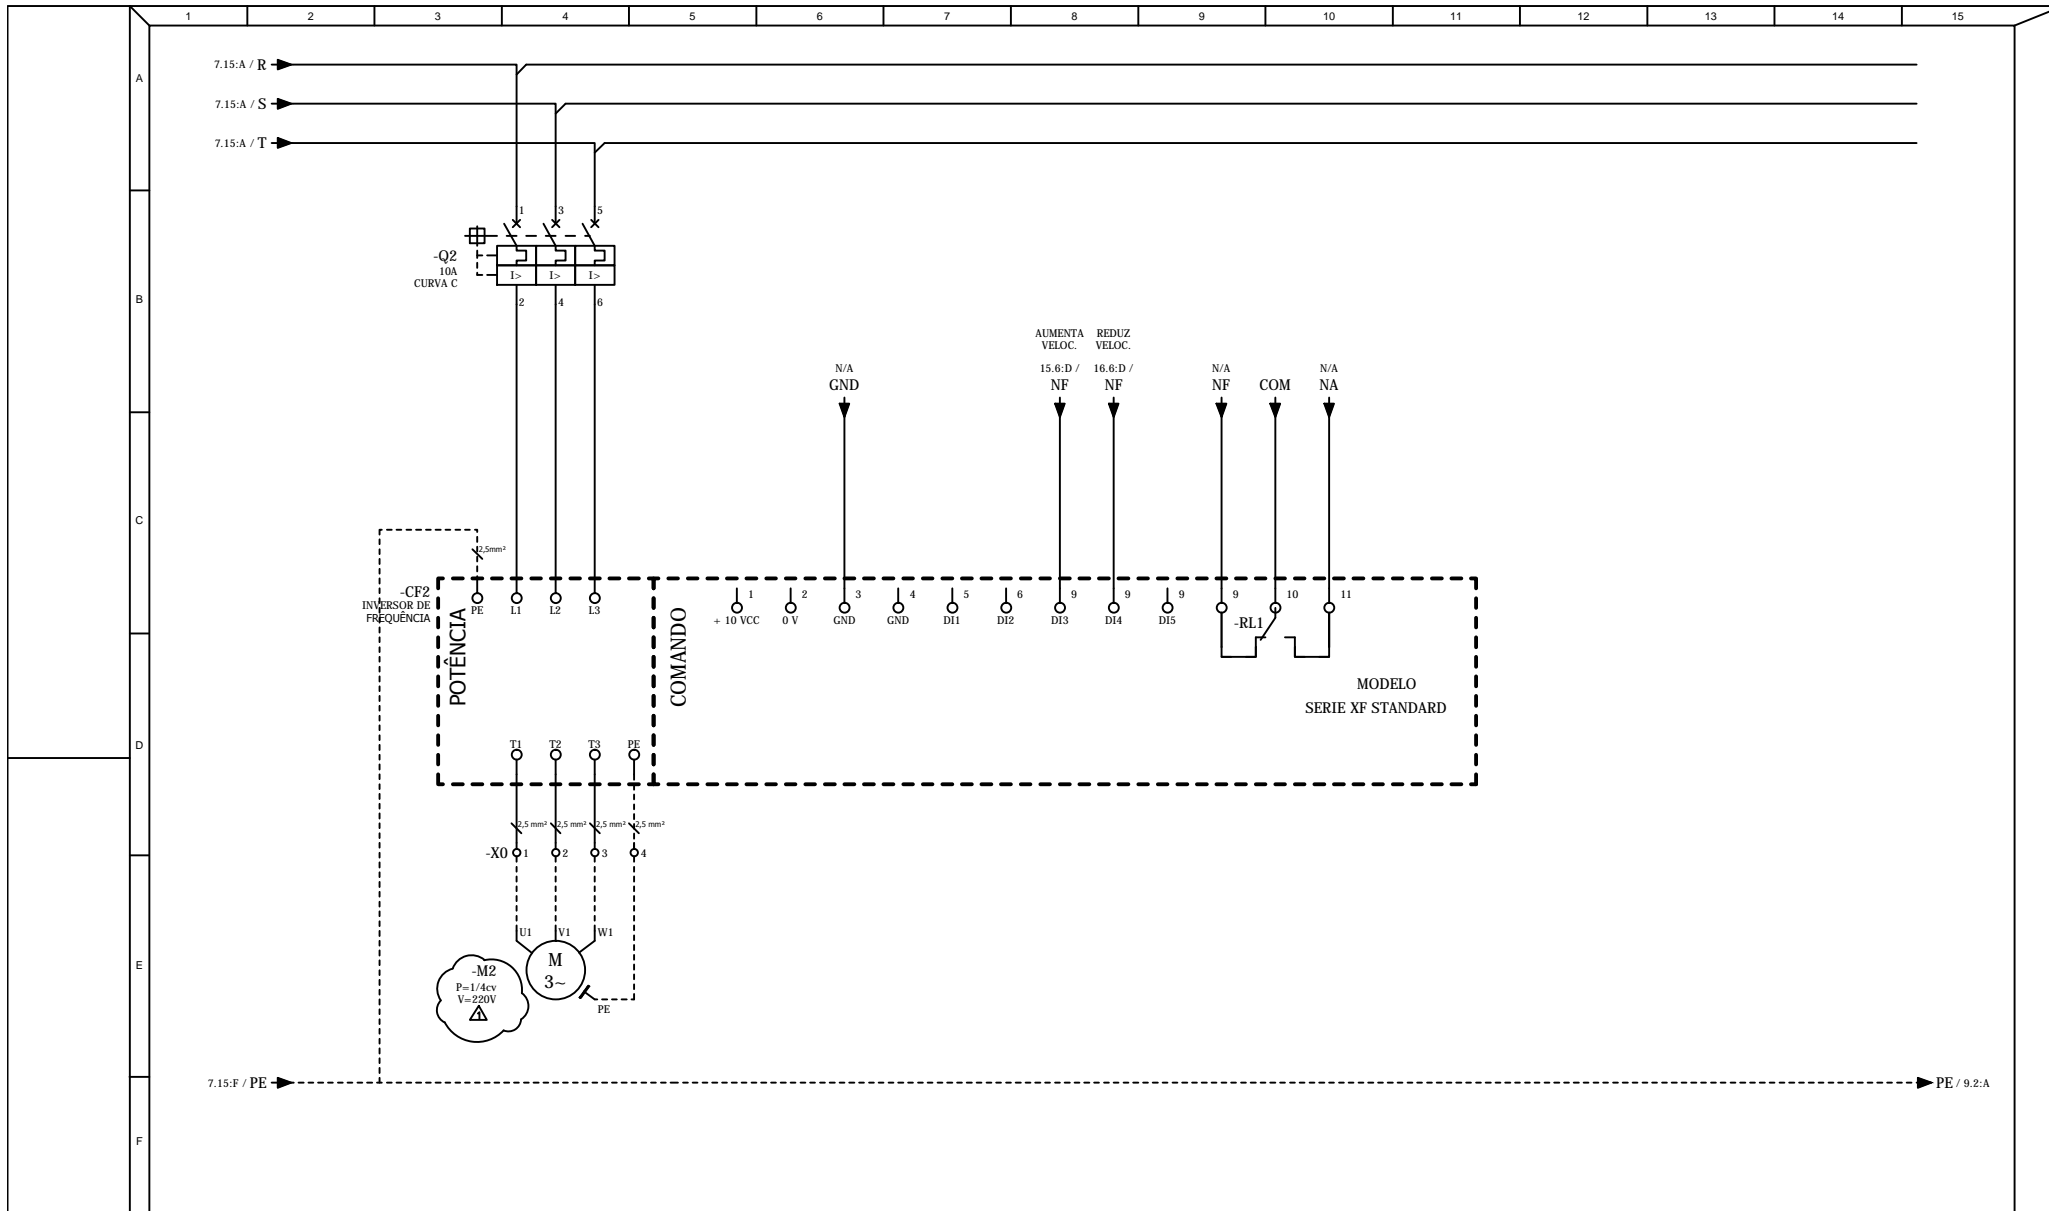 1 2 3 4 5 6 7 8 9 10 11 12 13 14 15
A
7.15:A / R
7.15:A / S
7.15:A / T
1 3 5
-Q2
10A
CURVA C
I> I> I>
B
2 4 6
AUMENTA
VELOC.
REDUZ
VELOC.
N/A
GND
15.6:D /
NF
16.6:D /
NF
N/A
NF
COM
N/A
NA
C
2,5mm²
-CF2
INVERSOR DE
FREQUÊNCIA
POTÊNCIA
PE L1 L2 L3
COMANDO
1 2 3 4 5 6 9 9 9 9 10 11
+ 10 VCC 0 V GND GND DI1 DI2 DI3 DI4 DI5
-RL1
MODELO
SERIE XF STANDARD
D
T1 T2 T3 PE
2,5 mm² 2,5 mm² 2,5 mm² 2,5 mm²
-X0 1 2 3 4
U1 V1 W1
E
M
3~
-M2
P=1/4cv
V=220V
1
PE
7.15:F / PE
PE / 9.2:A
F